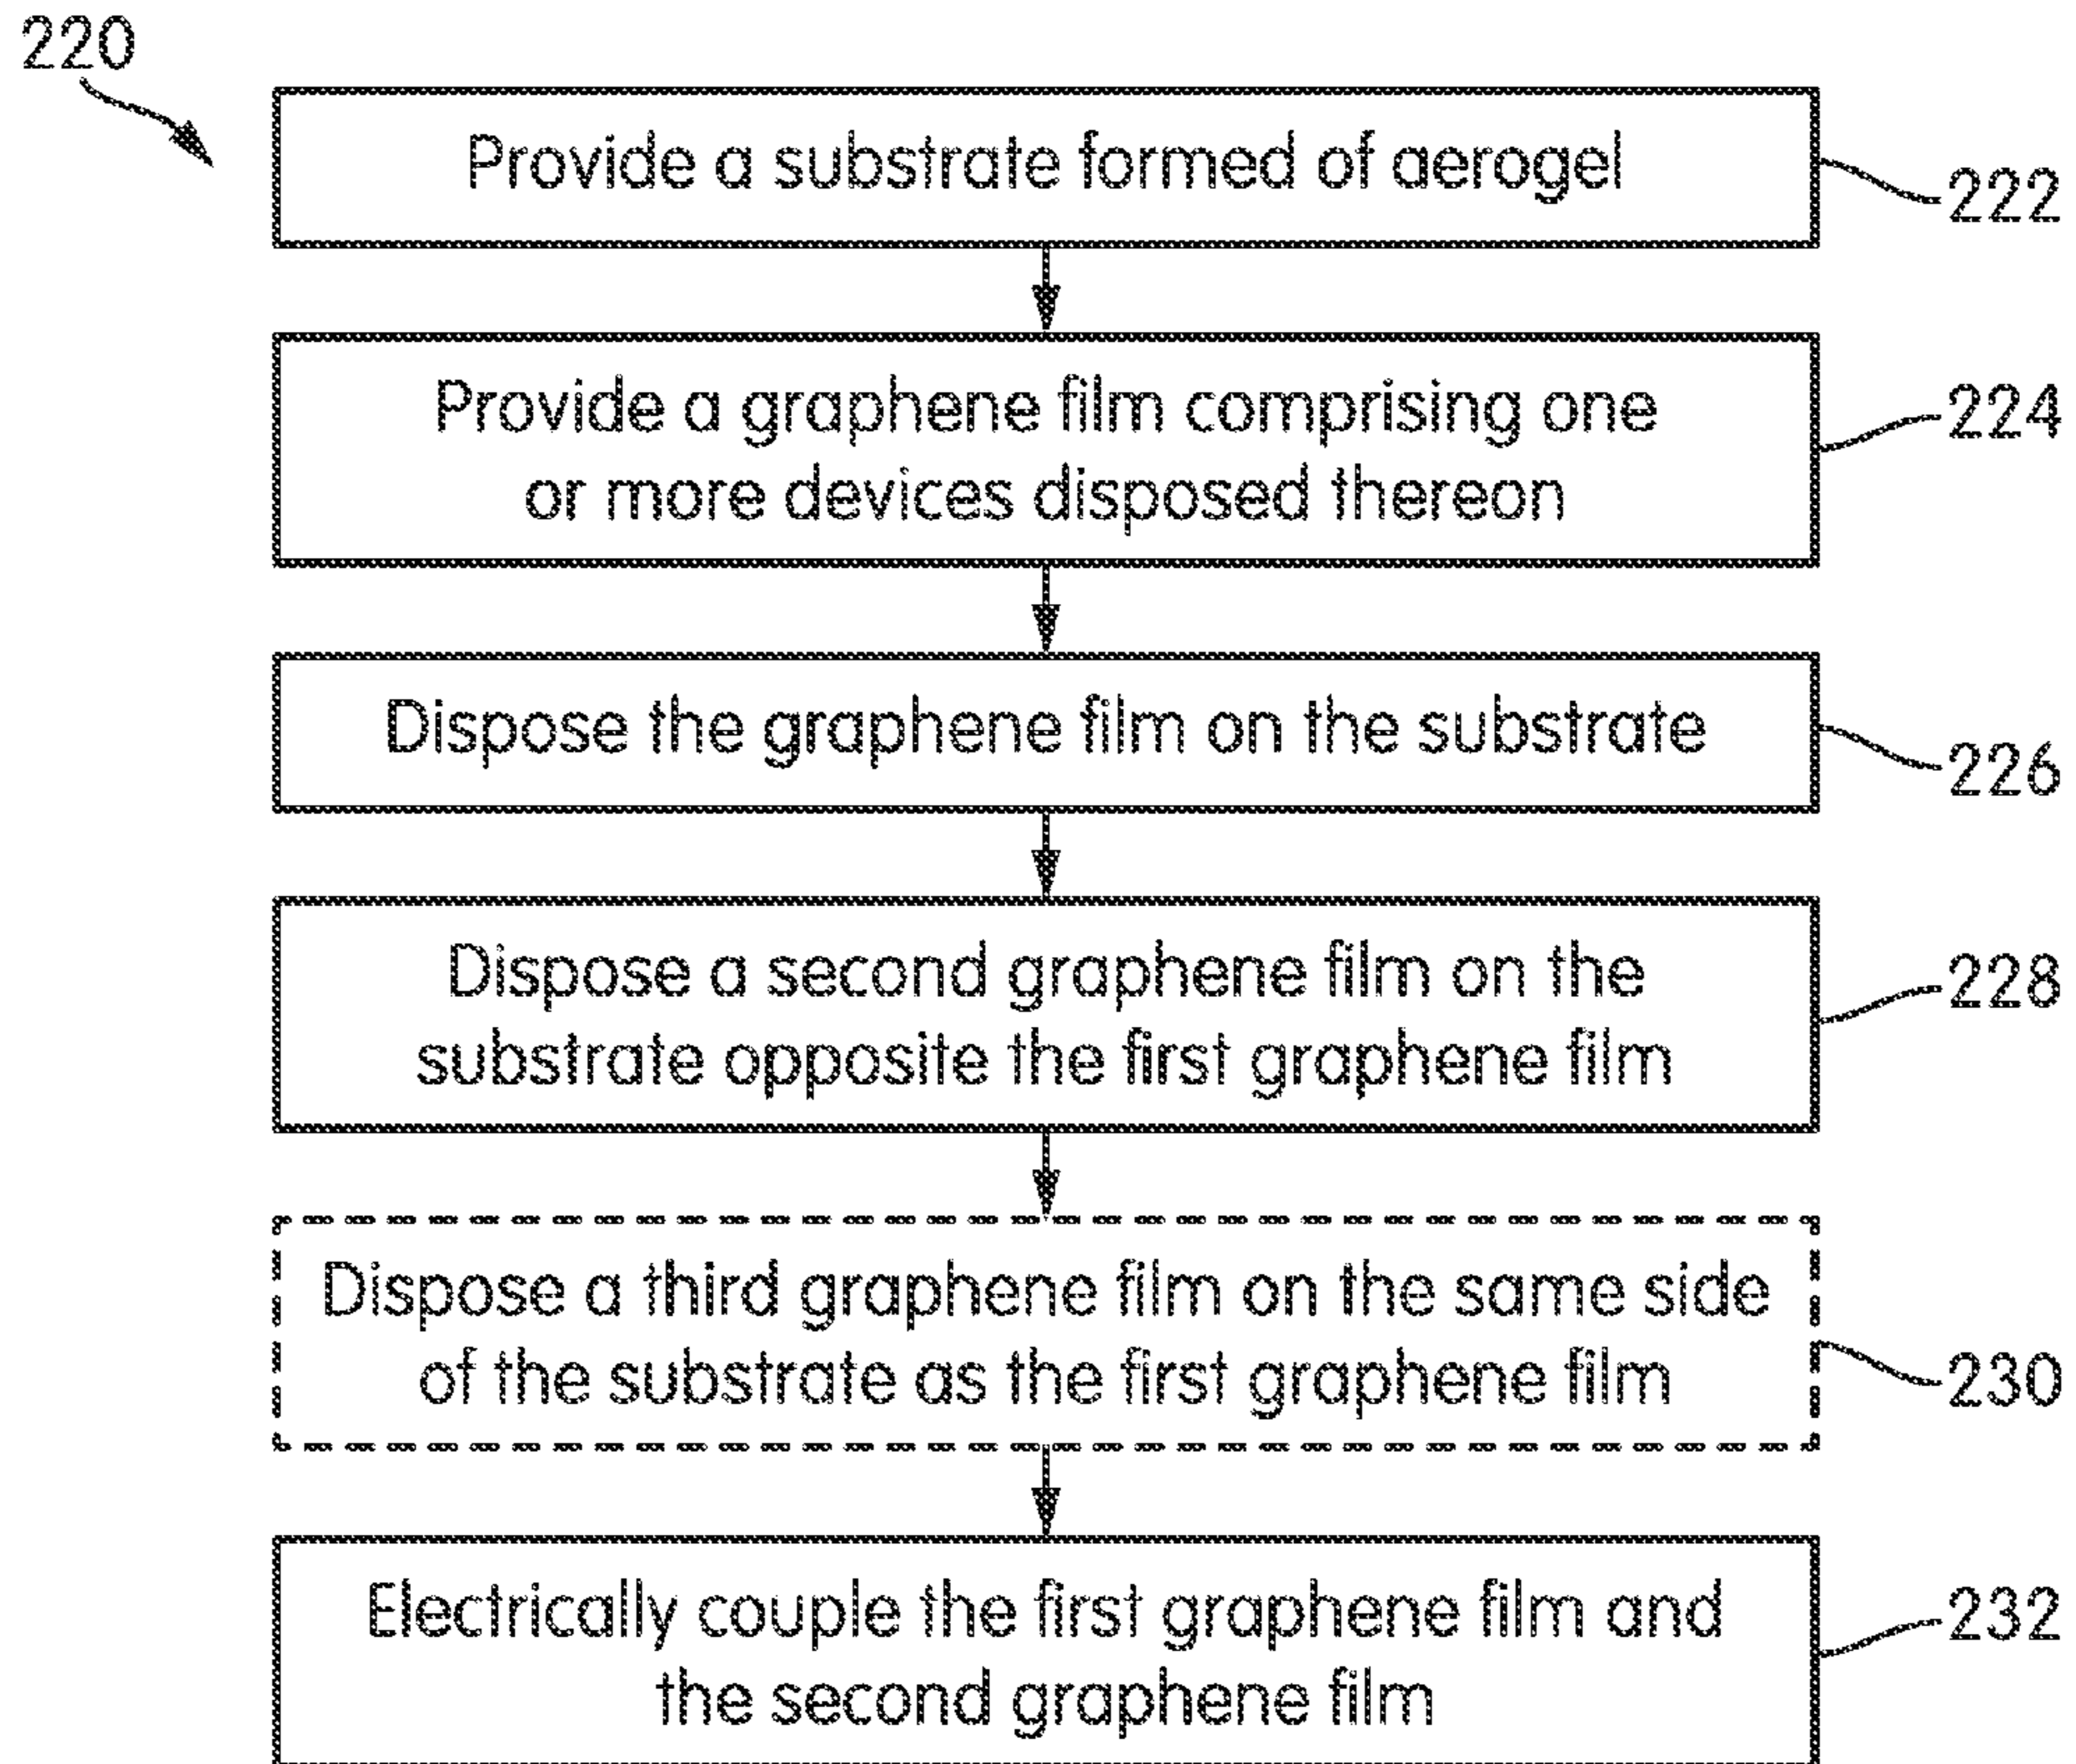 220
Provide a substrate formed of aerogel
222
Provide a graphene film comprising one
or more devices disposed thereon
224
Dispose the graphene film on the substrate
226
Dispose a second graphene film on the
substrate opposite the first graphene film
228
Dispose a third graphene film on the same side
of the substrate as the first graphene film
230
Electrically couple the first graphene film and
the second graphene film
232